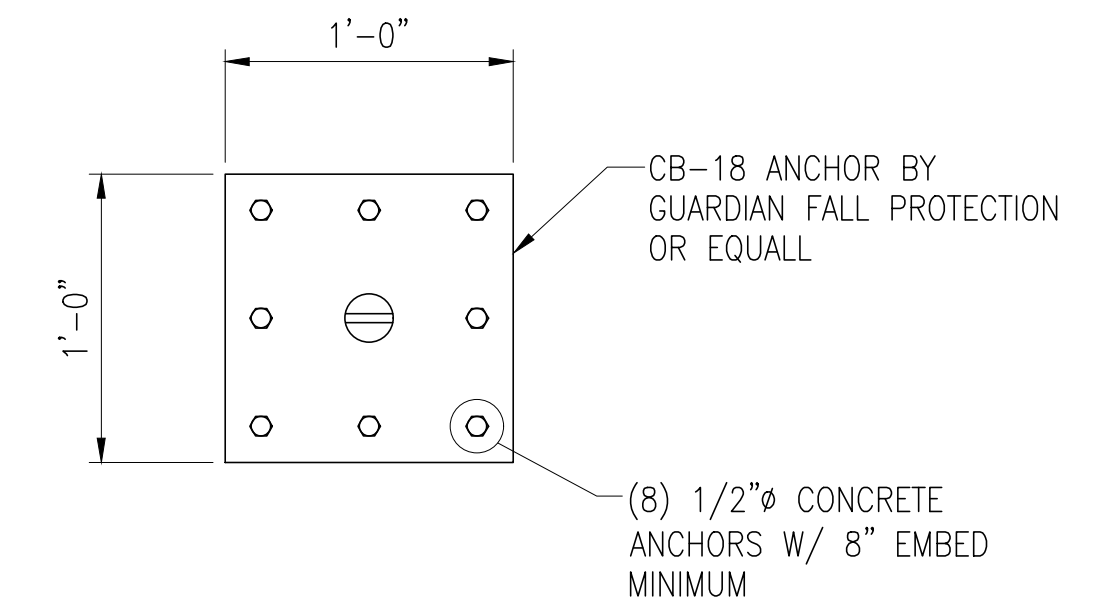 1'-0"
CB-18 ANCHOR BY
GUARDIAN FALL PROTECTION
OR EQUALL
1'-0"
(8) 1/2"ø CONCRETE
ANCHORS W/ 8" EMBED
MINIMUM